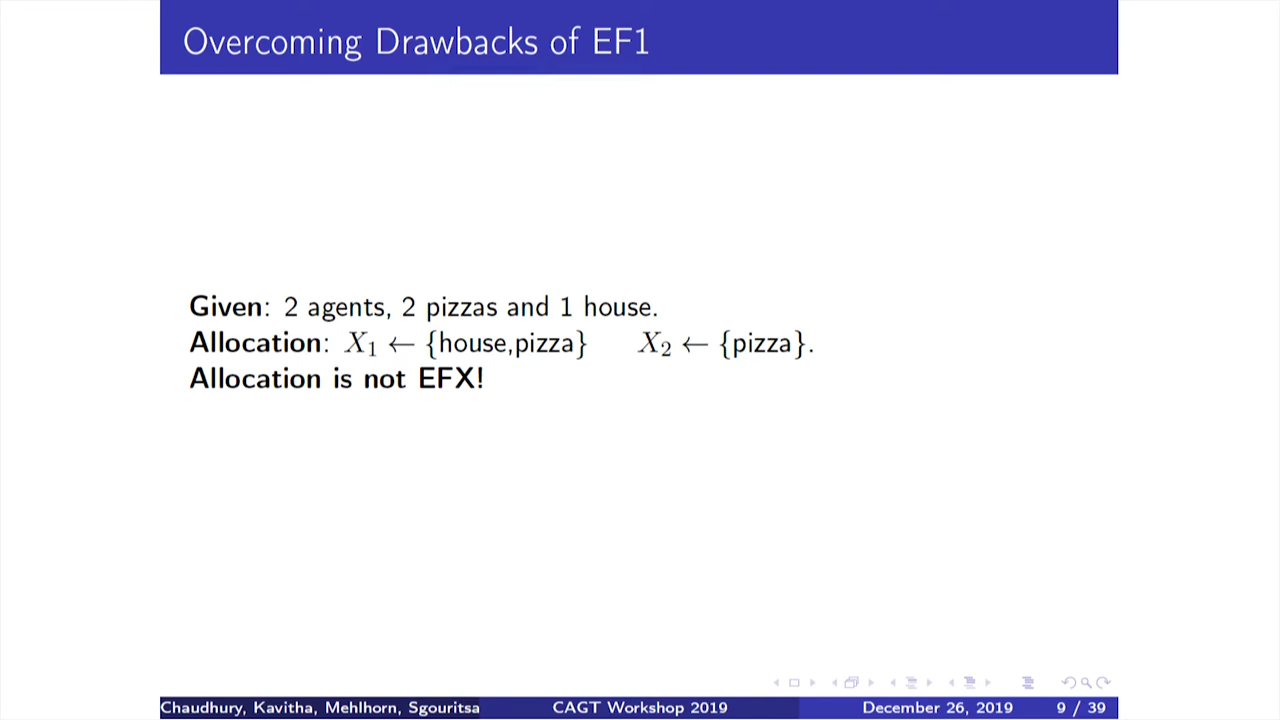 Overcoming Drawbacks of EF1
Given: 2 agents, 2 pizzas and 1 house.
Allocation: X₁ ← {house,pizza} X₂ ← {pizza}.
Allocation is not EFX!
Chaudhury, Kavitha, Mehlhorn, Sgouritsa CAGT Workshop 2019 December 26, 2019 9 / 39